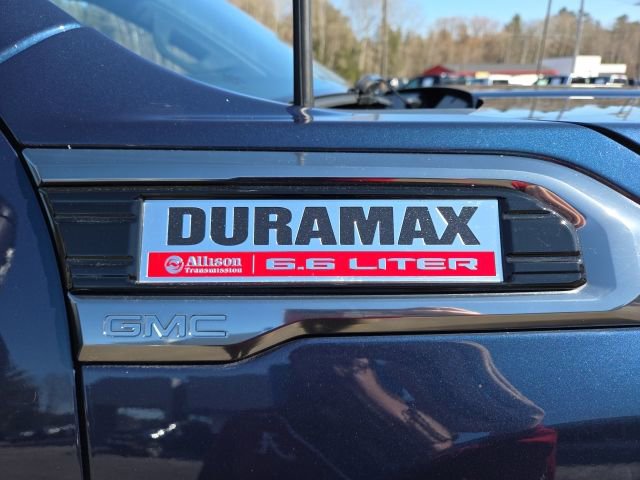 DURAMAX
Allison Transmission 6.6 LITER
GMC